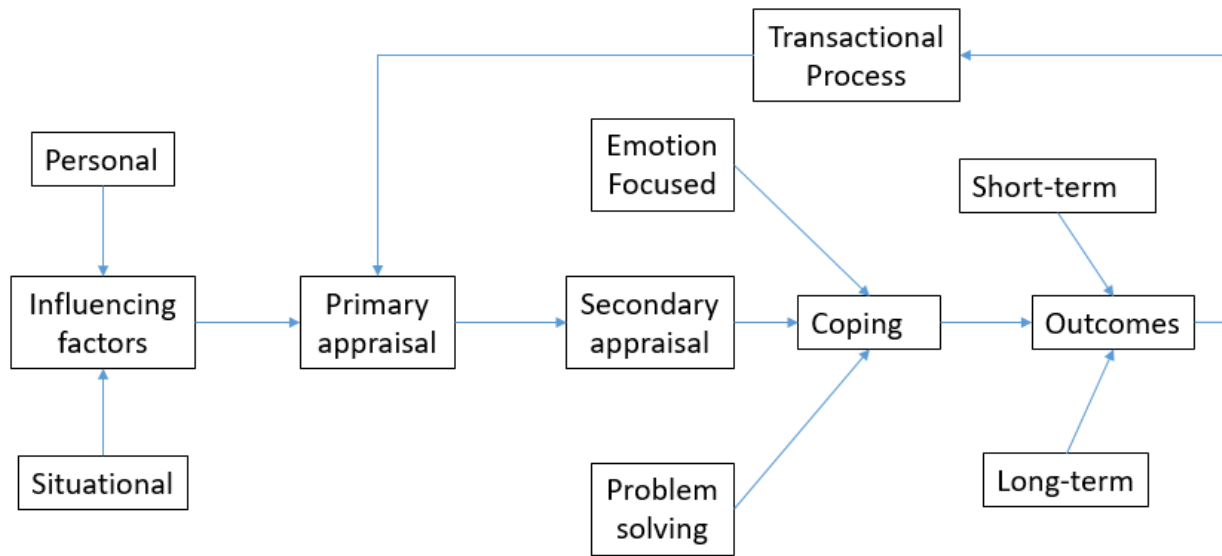 Transactional
Process
Personal
Emotion
Focused
Short-term
Influencing
factors
Primary
appraisal
Secondary
appraisal
Coping
Outcomes
Situational
Problem
solving
Long-term